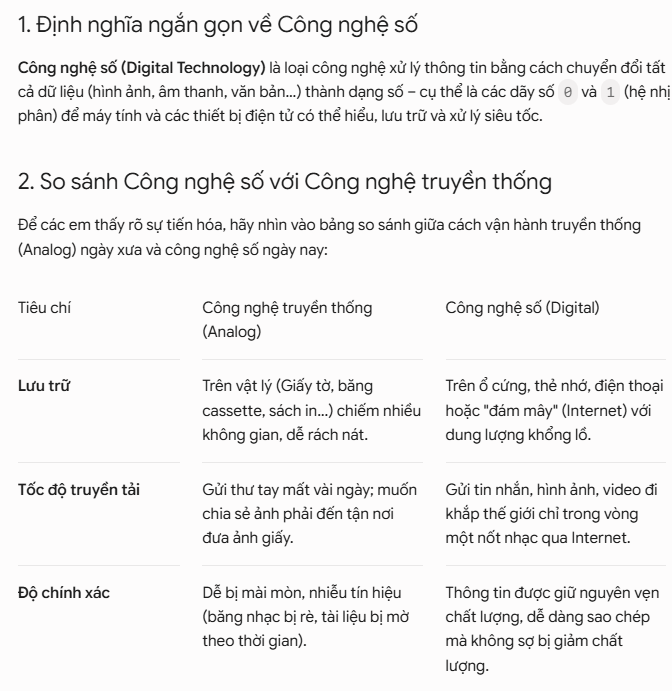 1. Định nghĩa ngắn gọn về Công nghệ số
Công nghệ số (Digital Technology) là loại công nghệ xử lý thông tin bằng cách chuyển đổi tất
cả dữ liệu (hình ảnh, âm thanh, văn bản...) thành dạng số – cụ thể là các dãy số 0 và 1 (hệ nhị
phân) để máy tính và các thiết bị điện tử có thể hiểu, lưu trữ và xử lý siêu tốc.
2. So sánh Công nghệ số với Công nghệ truyền thống
Để các em thấy rõ sự tiến hóa, hãy nhìn vào bảng so sánh giữa cách vận hành truyền thống
(Analog) ngày xưa và công nghệ số ngày nay:
Tiêu chí
Công nghệ truyền thống
(Analog)
Công nghệ số (Digital)
Lưu trữ
Trên vật lý (Giấy tờ, băng
cassette, sách in...) chiếm nhiều
không gian, dễ rách nát.
Trên ổ cứng, thẻ nhớ, điện thoại
hoặc "đám mây" (Internet) với
dung lượng khổng lồ.
Tốc độ truyền tải
Gửi thư tay mất vài ngày; muốn
chia sẻ ảnh phải đến tận nơi
đưa ảnh giấy.
Gửi tin nhắn, hình ảnh, video đi
khắp thế giới chỉ trong vòng
một nốt nhạc qua Internet.
Độ chính xác
Dễ bị mài mòn, nhiễu tín hiệu
(băng nhạc bị rè, tài liệu bị mờ
theo thời gian).
Thông tin được giữ nguyên vẹn
chất lượng, dễ dàng sao chép
mà không sợ bị giảm chất
lượng.